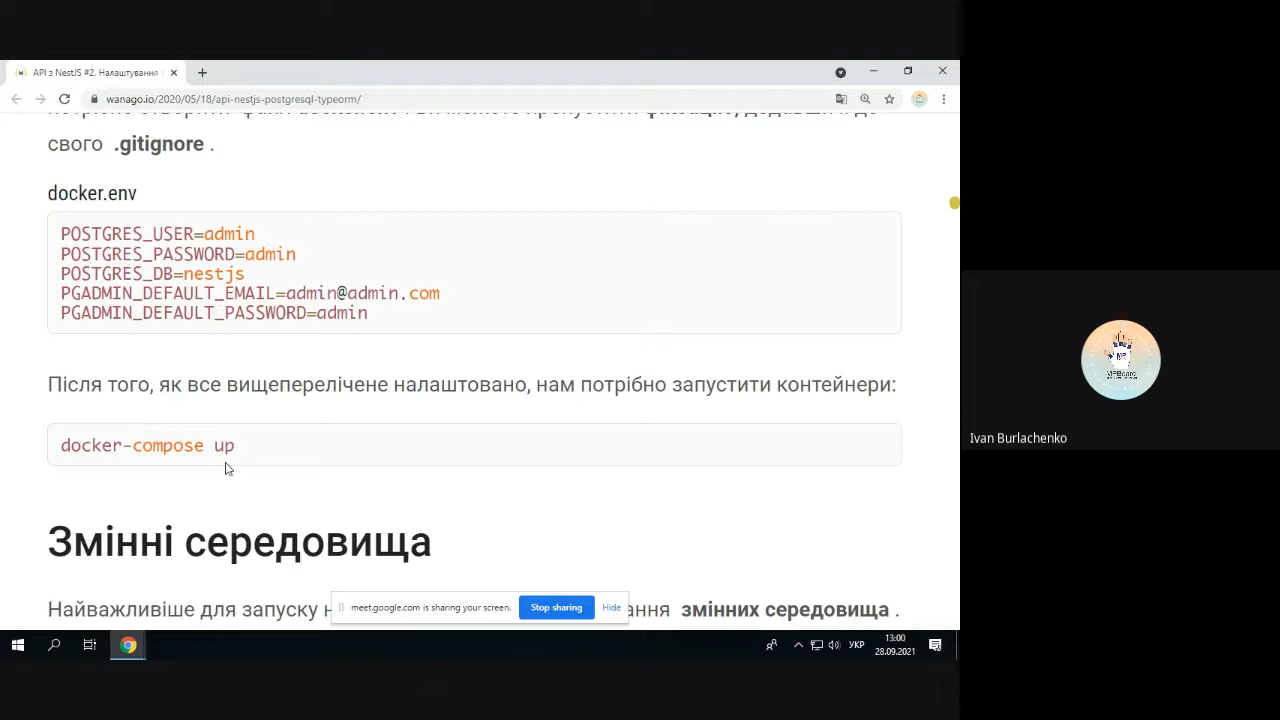 API з NestJS #2. Налаштування
wanago.io/2020/05/18/api-nestjs-postgresql-typeorm/
свого .gitignore .
docker.env
POSTGRES_USER=admin
POSTGRES_PASSWORD=admin
POSTGRES_DB=nestjs
PGADMIN_DEFAULT_EMAIL=admin@admin.com
PGADMIN_DEFAULT_PASSWORD=admin
Після того, як все вищеперелічене налаштовано, нам потрібно запустити контейнери:
docker-compose up
Змінні середовища
Найважливіше для запуску змінних середовища .
meet.google.com is sharing your screen. Stop sharing Hide
УКР
13:00
28.09.2021
MPBoard
Ivan Burlachenko